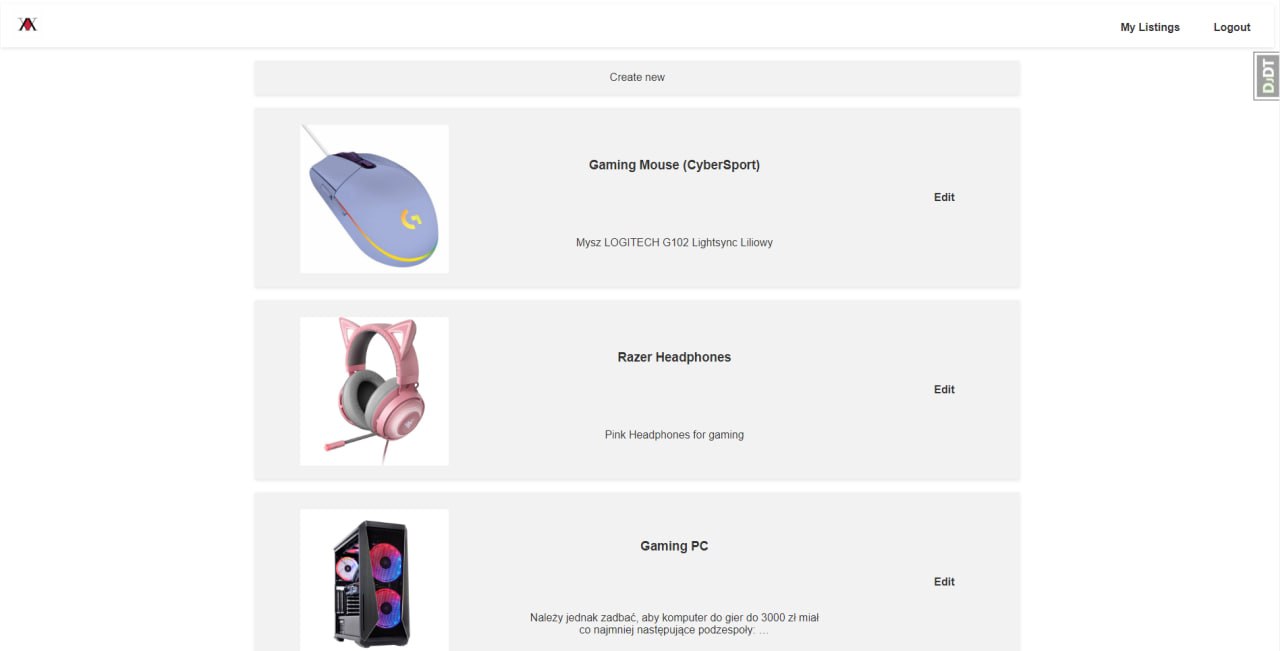 My Listings Logout
DjDT
Create new
Gaming Mouse (CyberSport)
Edit
Mysz LOGITECH G102 Lightsync Liliowy
Razer Headphones
Edit
Pink Headphones for gaming
Gaming PC
Edit
Należy jednak zadbać, aby komputer do gier do 3000 zł miał
co najmniej następujące podzespoły: …